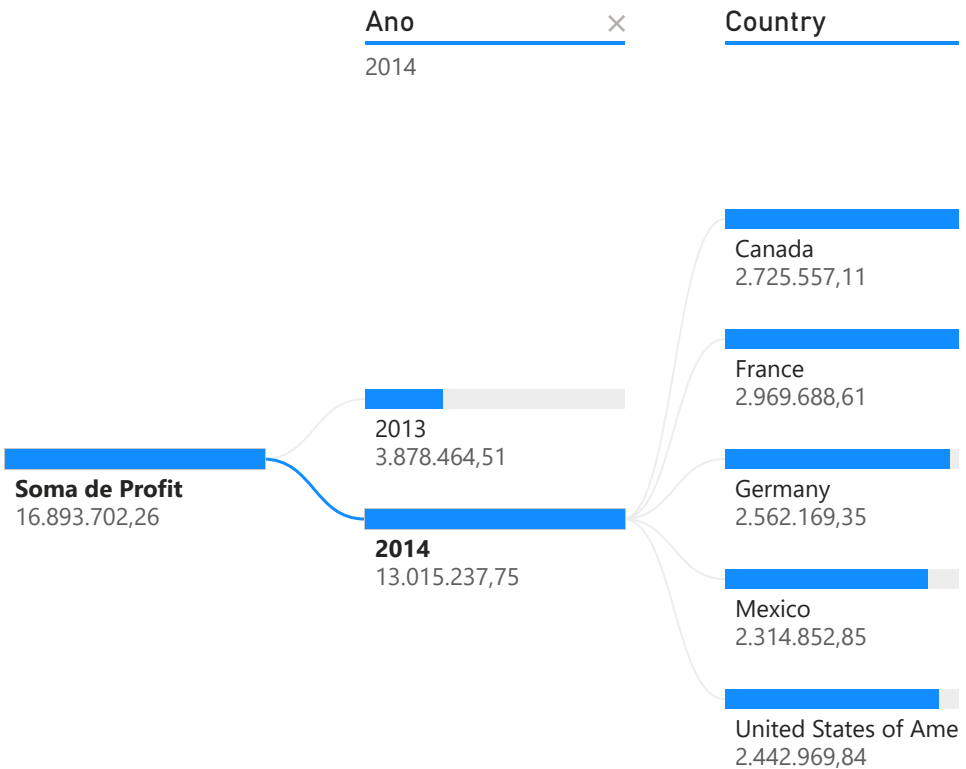 Ano
Country
2014
Canada
2.725.557,11
France
2.969.688,61
2013
3.878.464,51
Germany
2.562.169,35
Soma de Profit
16.893.702,26
2014
13.015.237,75
Mexico
2.314.852,85
United States of Ame
2.442.969,84